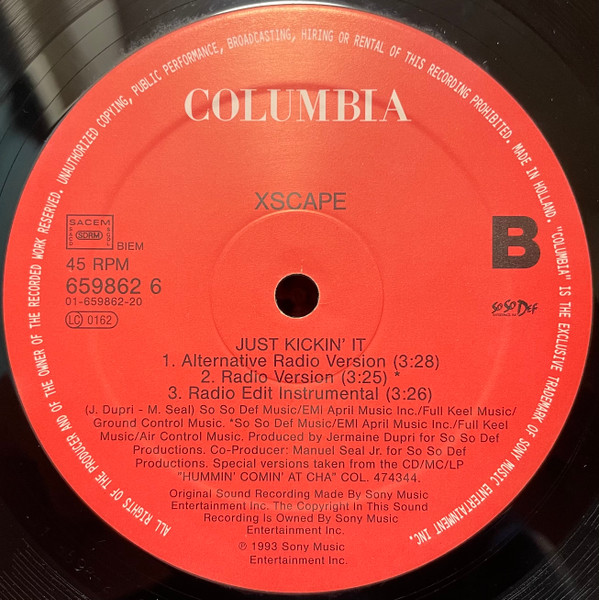 ALL RIGHTS OF THE PRODUCER AND OF THE OWNER OF THE RECORDED WORK RESERVED. UNAUTHORIZED COPYING, PUBLIC PERFORMANCE, BROADCASTING, HIRING OR RENTAL OF THIS RECORDING PROHIBITED. MADE IN HOLLAND. "COLUMBIA" IS THE EXCLUSIVE TRADEMARK OF SONY MUSIC ENTERTAINMENT INC.
COLUMBIA
XSCAPE
SACEM
SDRM
BIEM
B
45 RPM
659862 6
01-659862-20
LC 0162
SO SO DEF
JUST KICKIN' IT
1. Alternative Radio Version (3:28)
2. Radio Version (3:25) *
3. Radio Edit Instrumental (3:26)
(J. Dupri - M. Seal) So So Def Music/EMI April Music Inc./Full Keel Music/
Ground Control Music. *So So Def Music/EMI April Music Inc./Full Keel
Music/Air Control Music. Produced by Jermaine Dupri for So So Def
Productions. Co-Producer: Manuel Seal Jr. for So So Def
Productions. Special versions taken from the CD/MC/LP
"HUMMIN' COMIN' AT CHA" COL. 474344.
Original Sound Recording Made By Sony Music
Entertainment Inc. The Copyright In This Sound
Recording Is Owned By Sony Music
Entertainment Inc.
℗ 1993 Sony Music
Entertainment Inc.